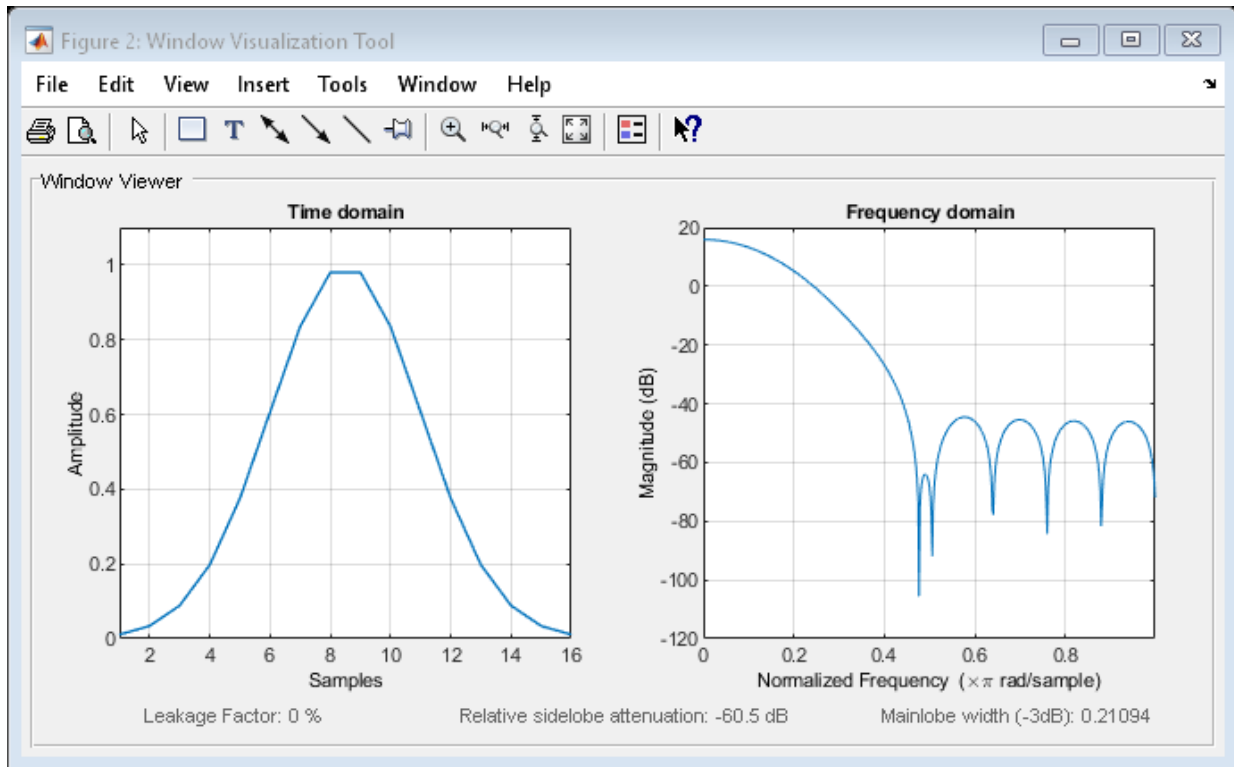 Figure 2: Window Visualization Tool
File Edit View Insert Tools Window Help
T
?
Window Viewer
Time domain
1
0.8
0.6
0.4
0.2
0
Amplitude
2 4 6 8 10 12 14 16
Samples
Frequency domain
20
0
-20
-40
-60
-80
-100
-120
Magnitude (dB)
0 0.2 0.4 0.6 0.8
Normalized Frequency (×π rad/sample)
Leakage Factor: 0 % Relative sidelobe attenuation: -60.5 dB Mainlobe width (-3dB): 0.21094